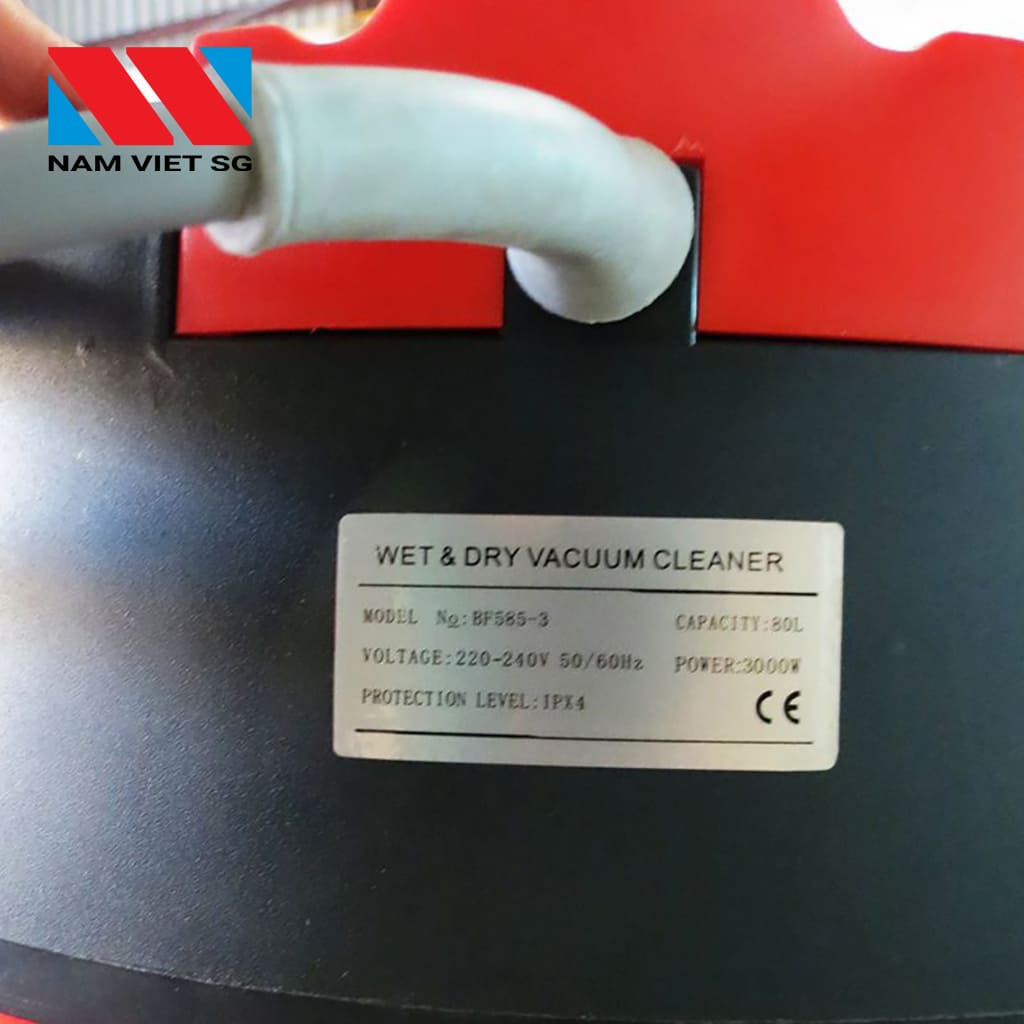 NAM VIET SG
WET & DRY VACUUM CLEANER
MODEL No:BF585-3 CAPACITY:80L
VOLTAGE:220-240V 50/60Hz POWER:3000W
PROTECTION LEVEL:IPX4 CE